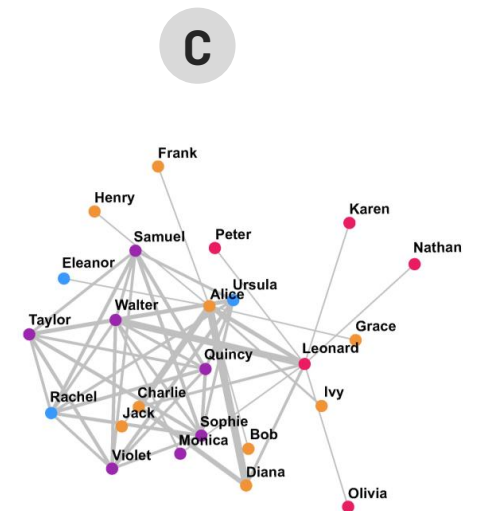 C
Frank
Henry
Karen
Samuel
Peter
Nathan
Eleanor
Ursula
Alice
Walter
Taylor
Grace
Leonard
Quincy
Charlie
Ivy
Rachel
Jack
Sophie
Bob
Monica
Violet
Diana
Olivia